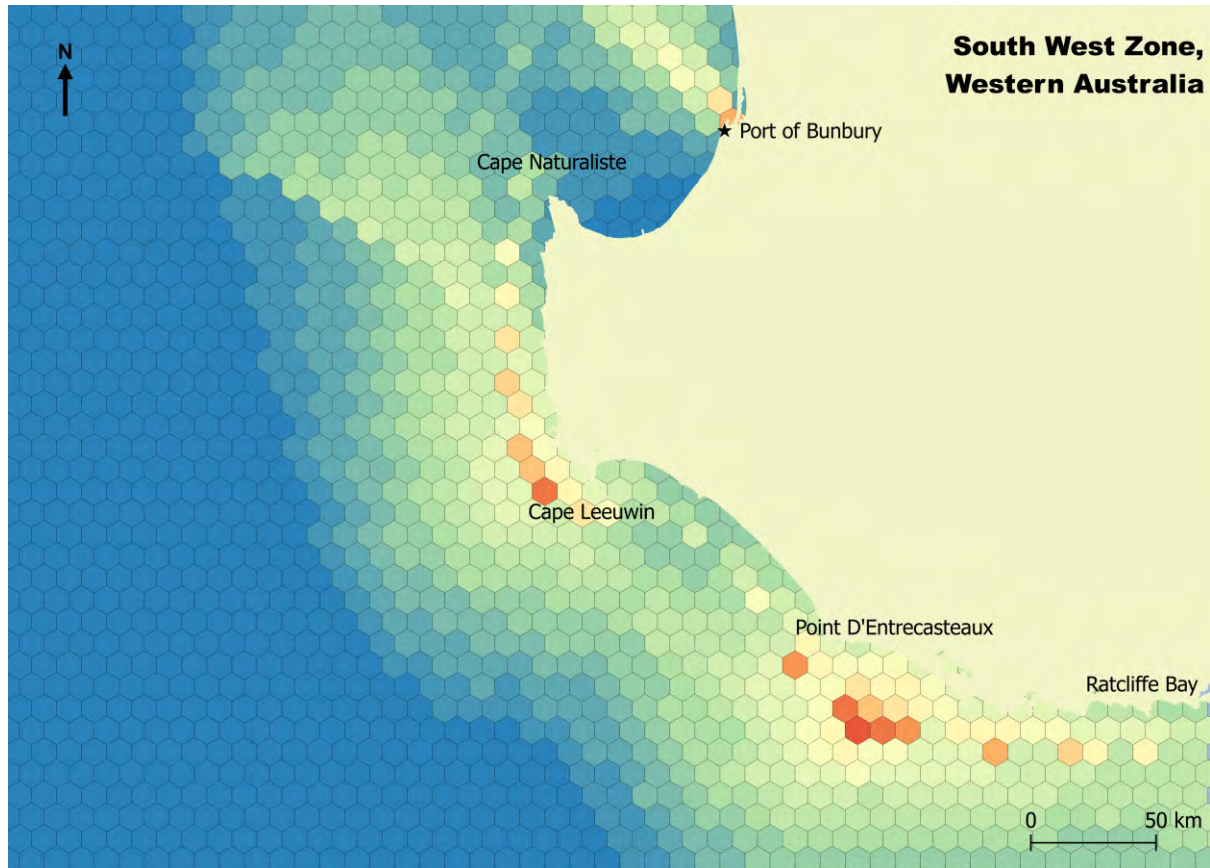 South West Zone,
Western Australia
N
Port of Bunbury
Cape Naturaliste
Cape Leeuwin
Point D'Entrecasteaux
Ratcliffe Bay
0 50 km